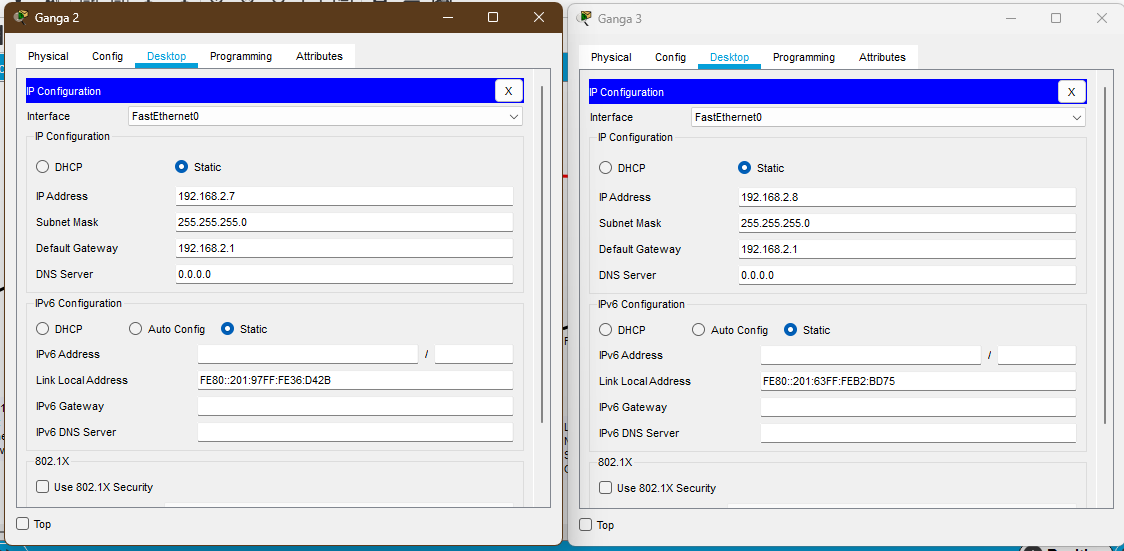 Ganga 2
Physical Config Desktop Programming Attributes
IP Configuration
X
Interface FastEthernet0
IP Configuration
DHCP Static
IP Address 192.168.2.7
Subnet Mask 255.255.255.0
Default Gateway 192.168.2.1
DNS Server 0.0.0.0
IPv6 Configuration
DHCP Auto Config Static
IPv6 Address /
Link Local Address FE80::201:97FF:FE36:D42B
IPv6 Gateway
IPv6 DNS Server
802.1X
Use 802.1X Security
Top
Ganga 3
Physical Config Desktop Programming Attributes
IP Configuration
X
Interface FastEthernet0
IP Configuration
DHCP Static
IP Address 192.168.2.8
Subnet Mask 255.255.255.0
Default Gateway 192.168.2.1
DNS Server 0.0.0.0
IPv6 Configuration
DHCP Auto Config Static
IPv6 Address /
Link Local Address FE80::201:63FF:FEB2:BD75
IPv6 Gateway
IPv6 DNS Server
802.1X
Use 802.1X Security
Top